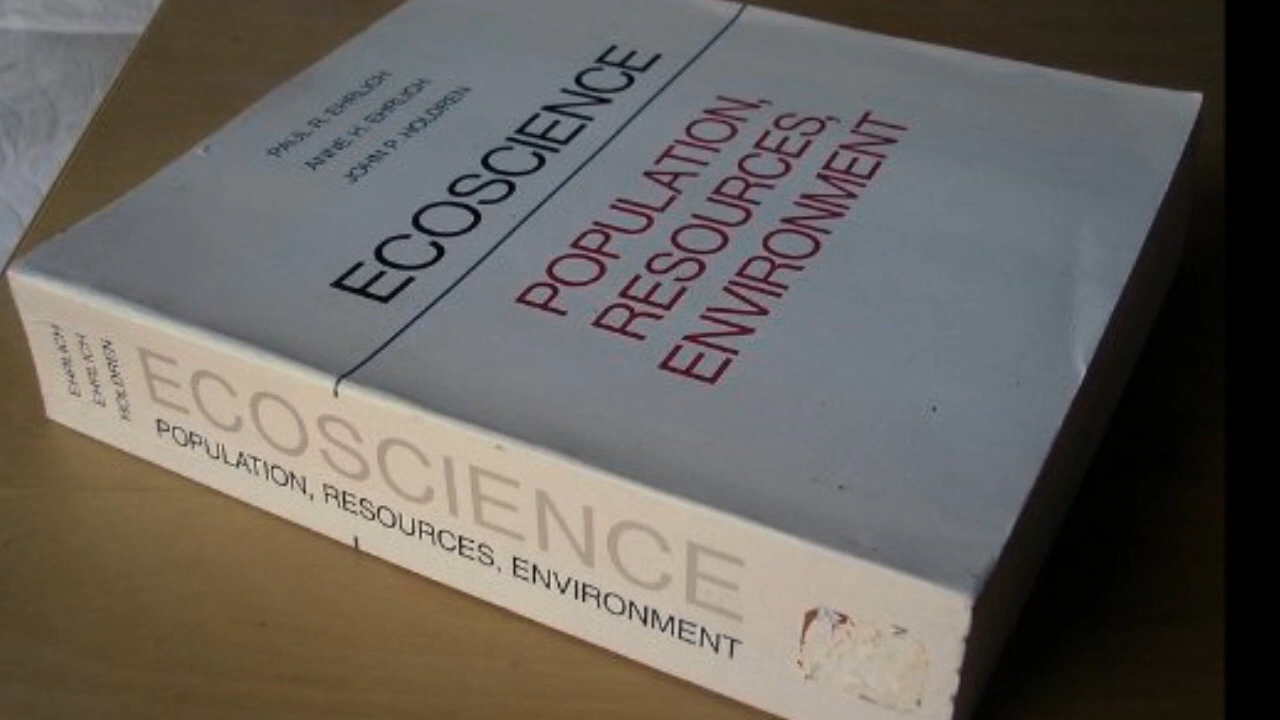 PAUL R. EHRLICH
ANNE H. EHRLICH
JOHN P. HOLDREN
ECOSCIENCE
POPULATION,
RESOURCES,
ENVIRONMENT
EHRLICH
EHRLICH
HOLDREN
ECOSCIENCE
POPULATION, RESOURCES, ENVIRONMENT